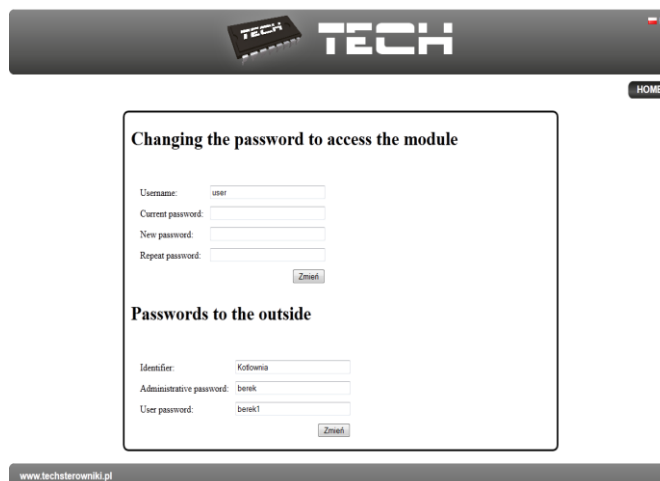 TECH TECH
HOME
Changing the password to access the module
Username: user
Current password:
New password:
Repeat password:
Zmień
Passwords to the outside
Identifier: Kotłownia
Administrative password: berek
User password: berek1
Zmień
www.techsterowniki.pl